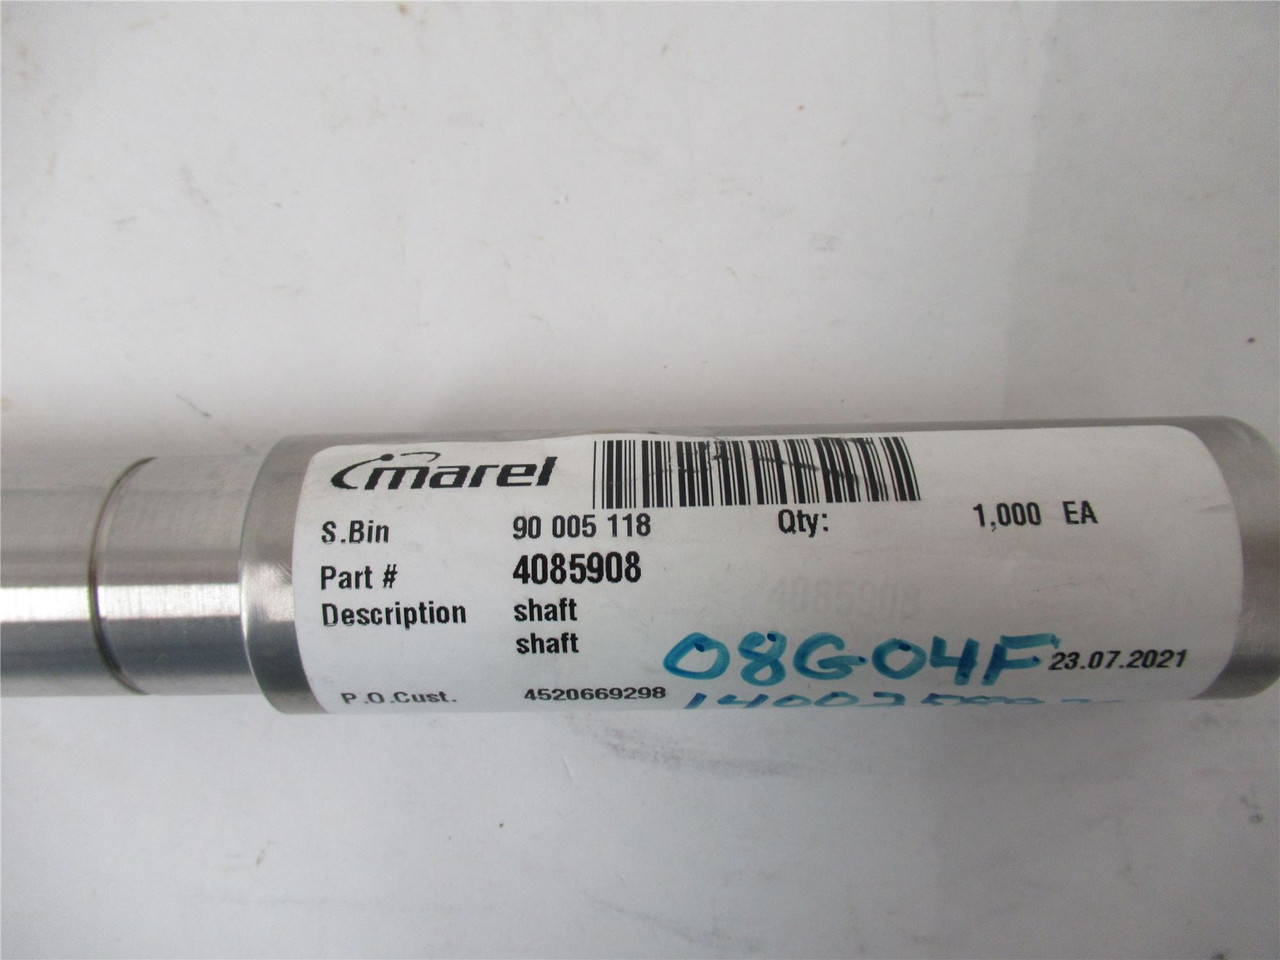 marel
S.Bin 90 005 118 Qty: 1,000 EA
Part # 4085908
4085908
Description shaft
shaft
08G04F 23.07.2021
P.O.Cust. 4520669298